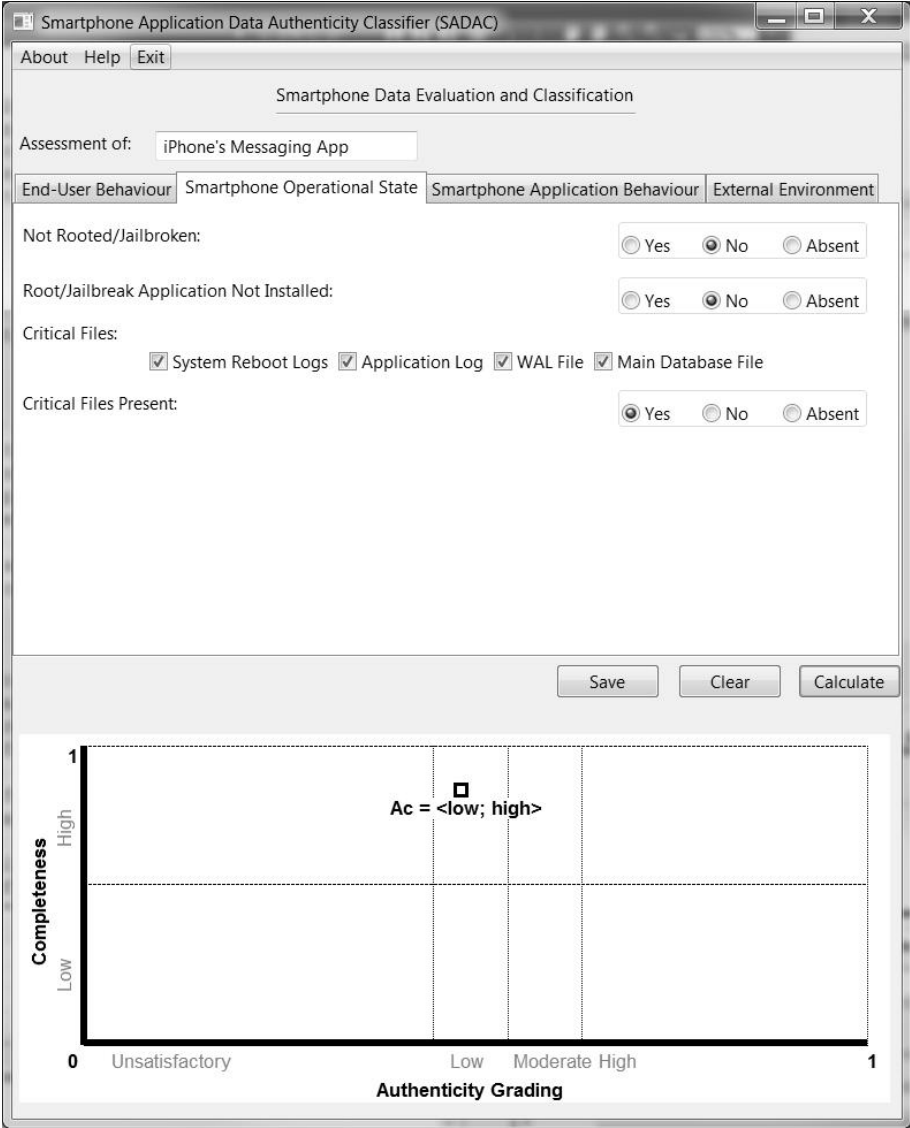 Smartphone Application Data Authenticity Classifier (SADAC)
About Help Exit
Smartphone Data Evaluation and Classification
Assessment of: iPhone's Messaging App
End-User Behaviour Smartphone Operational State Smartphone Application Behaviour External Environment
Not Rooted/Jailbroken: Yes No Absent
Root/Jailbreak Application Not Installed: Yes No Absent
Critical Files:
System Reboot Logs Application Log WAL File Main Database File
Critical Files Present: Yes No Absent
Save Clear Calculate
1
High
Ac = <low; high>
Completeness
Low
0 Unsatisfactory Low Moderate High 1
Authenticity Grading